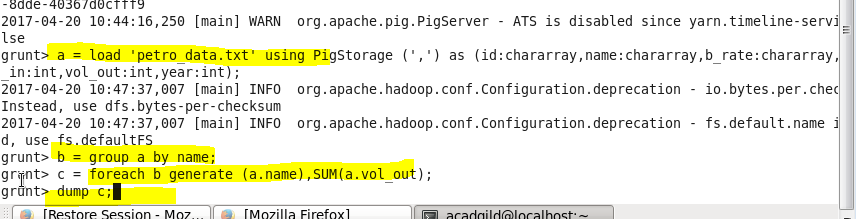 -8dde-40367d0cfff9
2017-04-20 10:44:16,250 [main] WARN  org.apache.pig.PigServer - ATS is disabled since yarn.timeline-servi
lse
grunt> a = load 'petro_data.txt' using PigStorage (',') as (id:chararray,name:chararray,b_rate:chararray,
_in:int,vol_out:int,year:int);
2017-04-20 10:47:37,007 [main] INFO  org.apache.hadoop.conf.Configuration.deprecation - io.bytes.per.chec
Instead, use dfs.bytes-per-checksum
2017-04-20 10:47:37,007 [main] INFO  org.apache.hadoop.conf.Configuration.deprecation - fs.default.name i
d, use fs.defaultFS
grunt> b = group a by name;
grunt> c = foreach b generate (a.name),SUM(a.vol_out);
grunt> dump c;
[Restore Session - Moz... [Mozilla Firefox] acadgild@localhost: